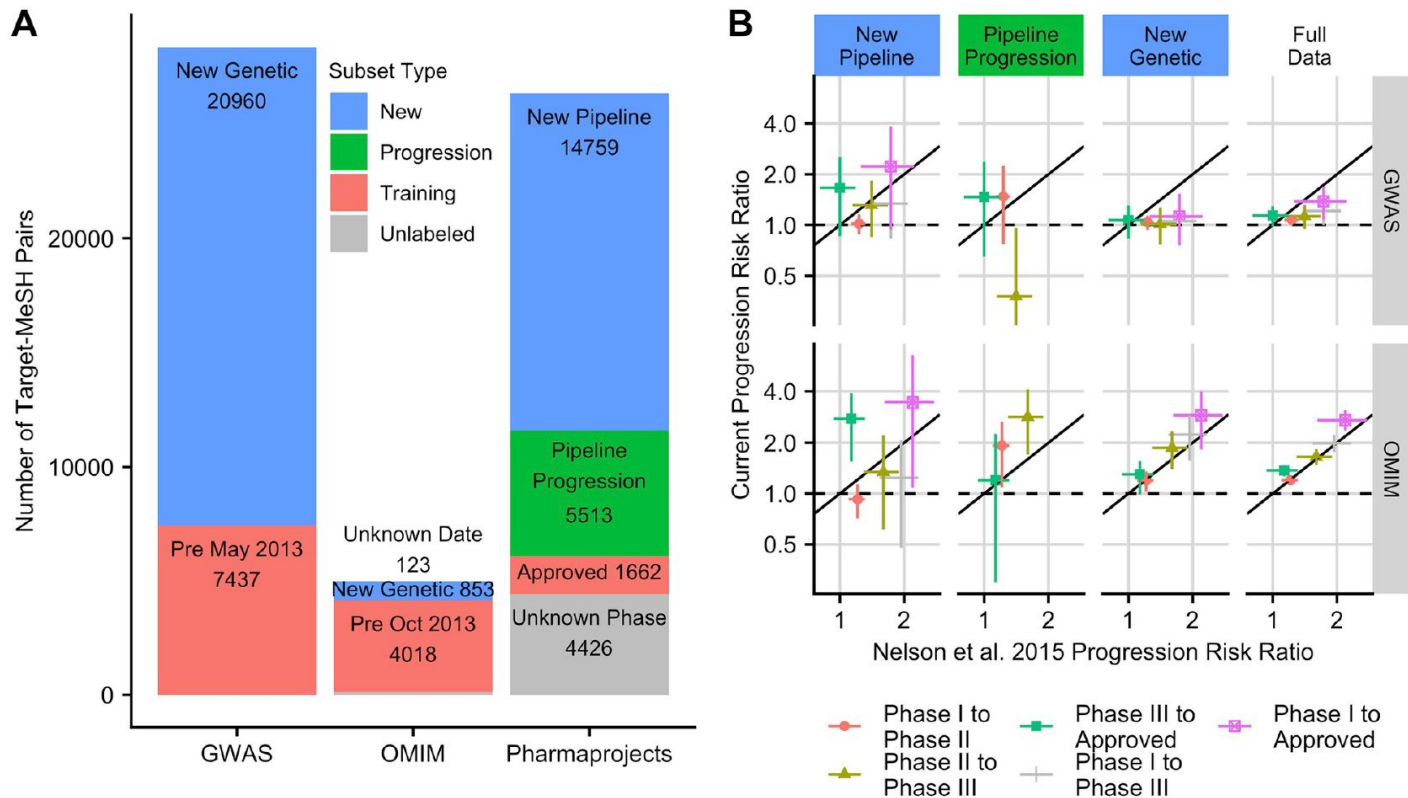 A
Number of Target-MeSH Pairs
20000
10000
0
New Genetic
20960
Pre May 2013
7437
Subset Type
New
Progression
Training
Unlabeled
Unknown Date
123
New Genetic 853
Pre Oct 2013
4018
New Pipeline
14759
Pipeline
Progression
5513
Approved 1662
Unknown Phase
4426
GWAS
OMIM
Pharmaprojects
B
New
Pipeline
Pipeline
Progression
New
Genetic
Full
Data
Current Progression Risk Ratio
4.0
2.0
1.0
0.5
GWAS
4.0
2.0
1.0
0.5
OMIM
1
2
1
2
1
2
1
2
Nelson et al. 2015 Progression Risk Ratio
Phase I to
Phase II
Phase II to
Phase III
Phase III to
Approved
Phase I to
Phase III
Phase I to
Approved